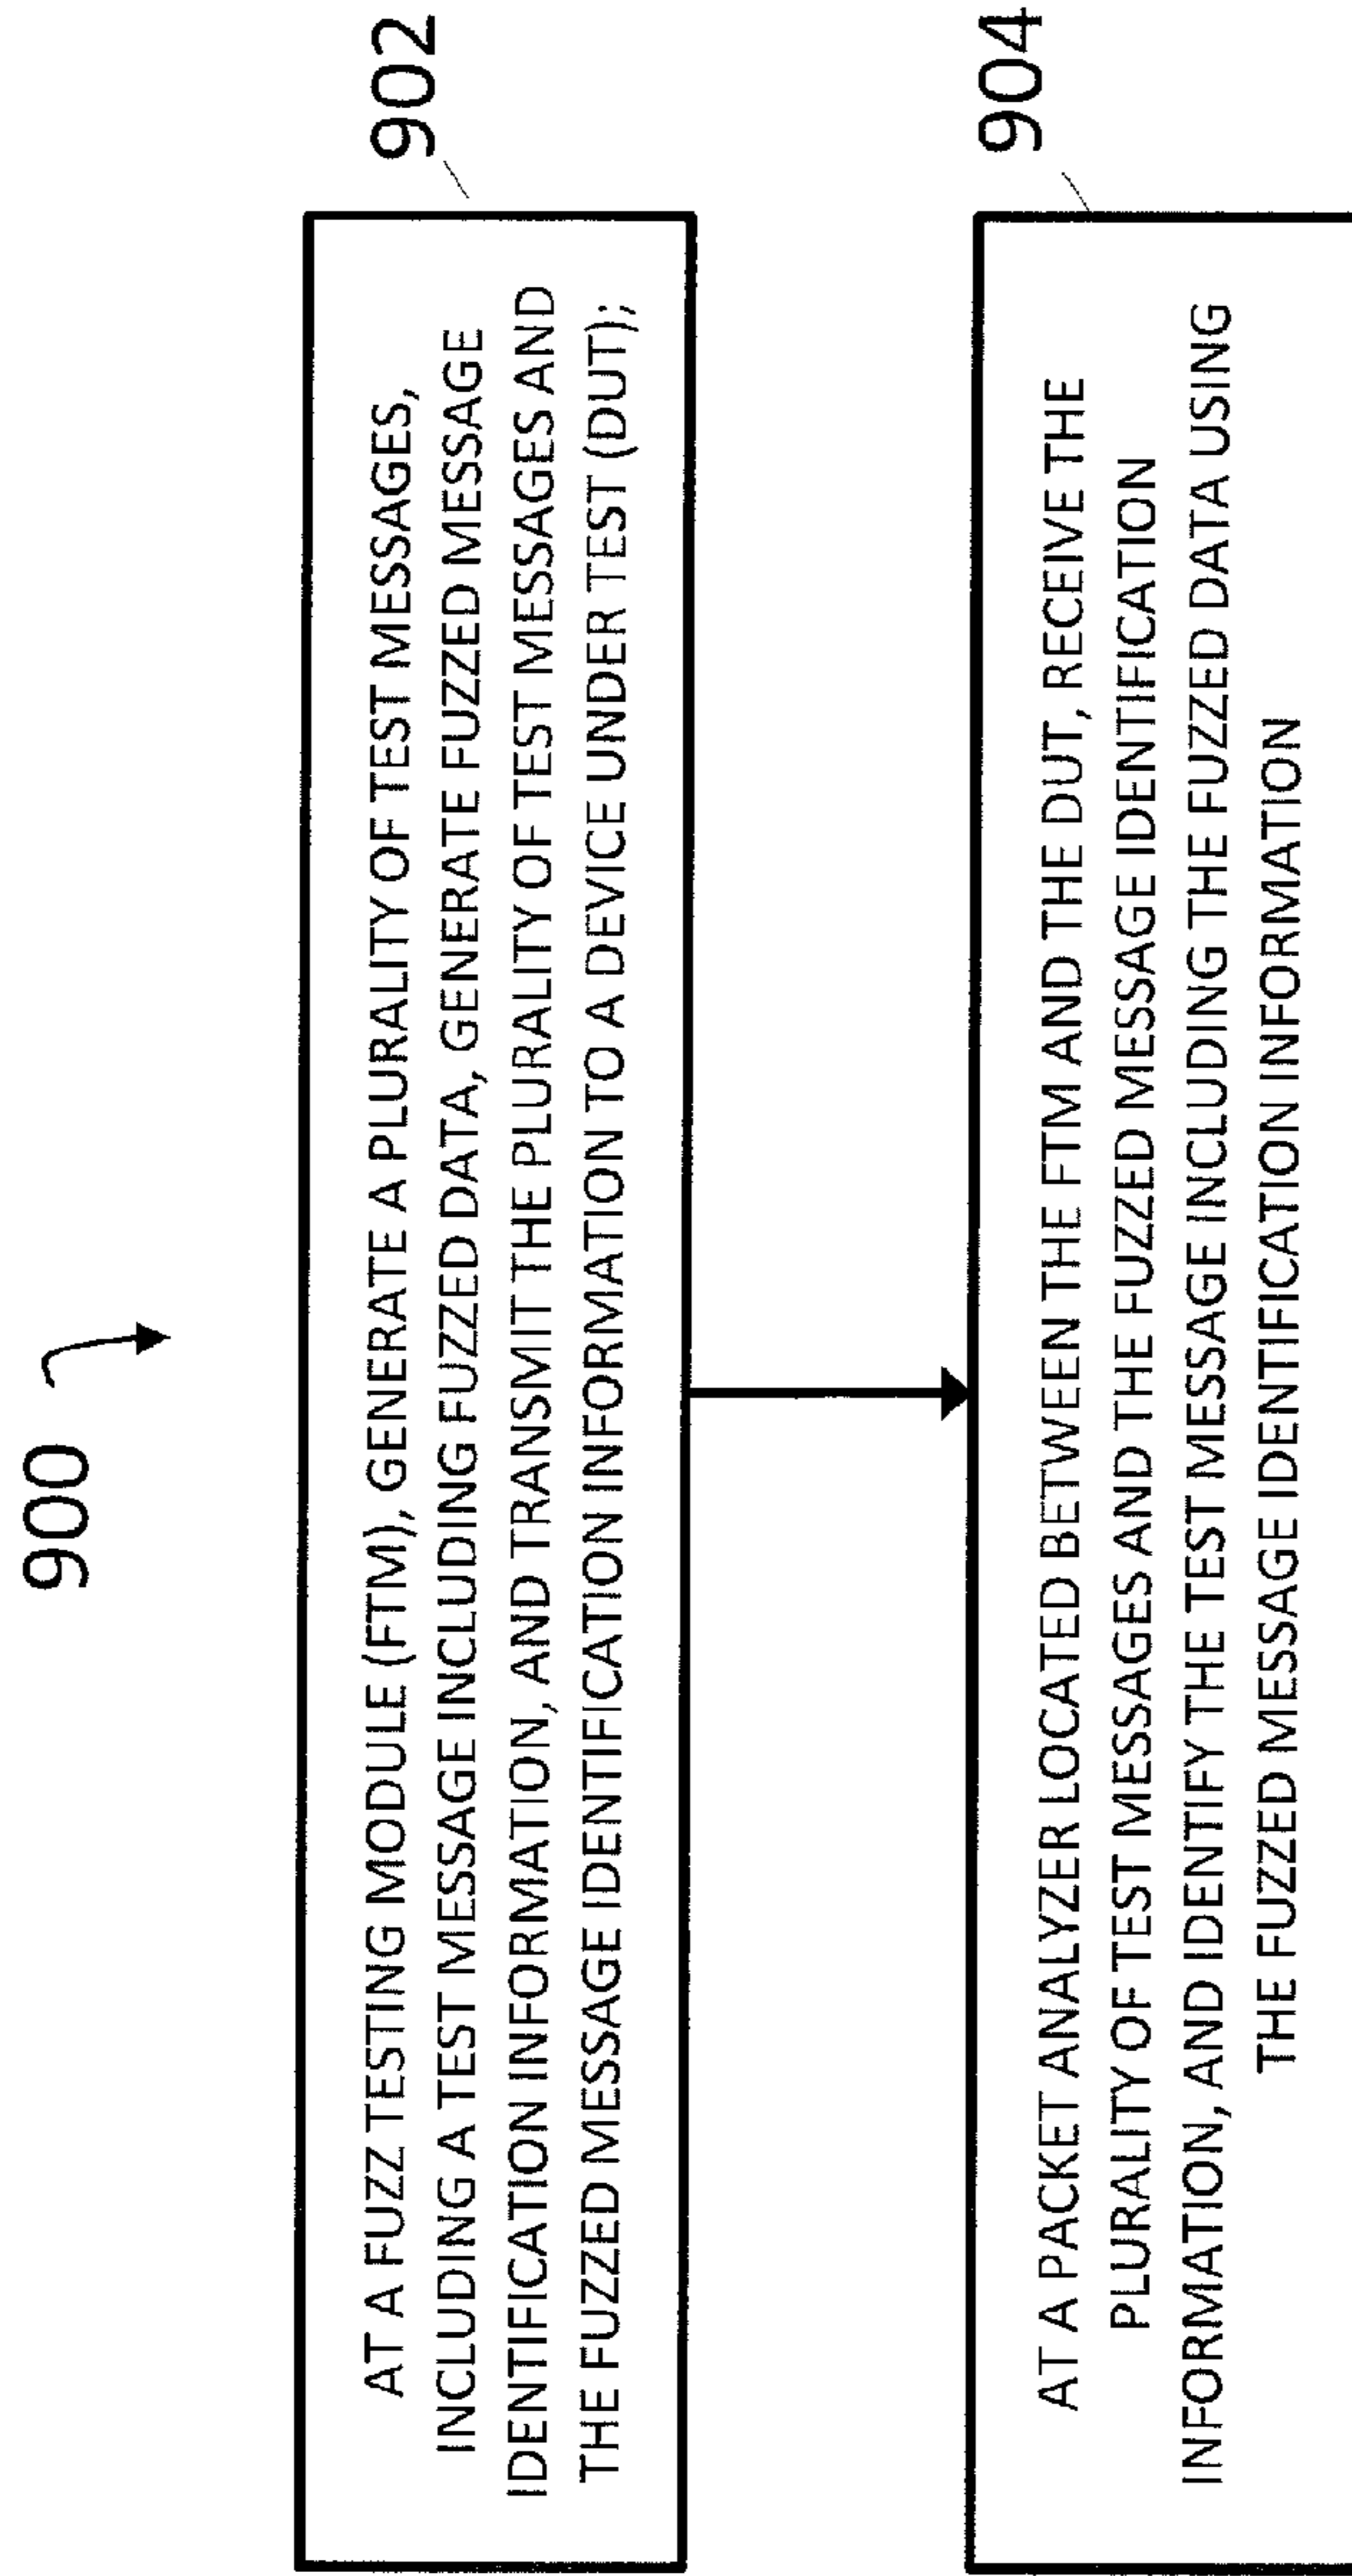 900
902
AT A FUZZ TESTING MODULE (FTM), GENERATE A PLURALITY OF TEST MESSAGES,
INCLUDING A TEST MESSAGE INCLUDING FUZZED DATA, GENERATE FUZZED MESSAGE
IDENTIFICATION INFORMATION, AND TRANSMIT THE PLURALITY OF TEST MESSAGES AND
THE FUZZED MESSAGE IDENTIFICATION INFORMATION TO A DEVICE UNDER TEST (DUT);
904
AT A PACKET ANALYZER LOCATED BETWEEN THE FTM AND THE DUT, RECEIVE THE
PLURALITY OF TEST MESSAGES AND THE FUZZED MESSAGE IDENTIFICATION
INFORMATION, AND IDENTIFY THE TEST MESSAGE INCLUDING THE FUZZED DATA USING
THE FUZZED MESSAGE IDENTIFICATION INFORMATION